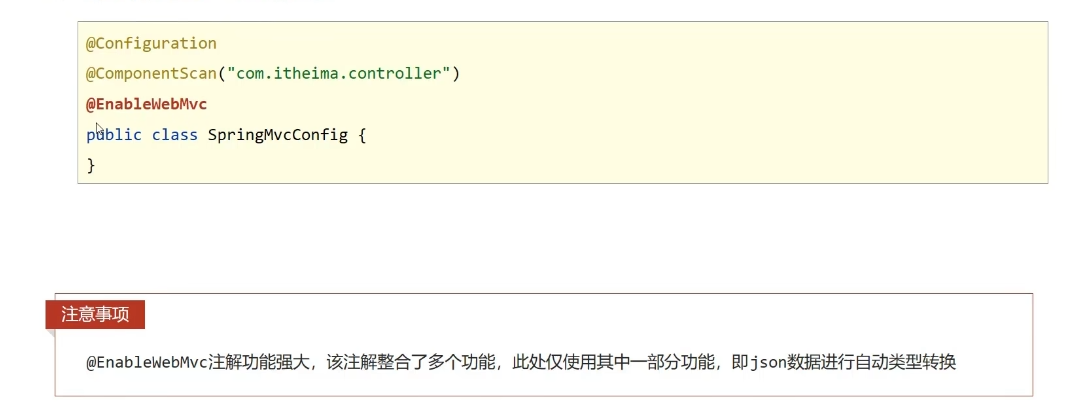 @Configuration
@ComponentScan("com.itheima.controller")
@EnableWebMvc
public class SpringMvcConfig {
}
注意事项
@EnableWebMvc注解功能强大，该注解整合了多个功能，此处仅使用其中一部分功能，即json数据进行自动类型转换